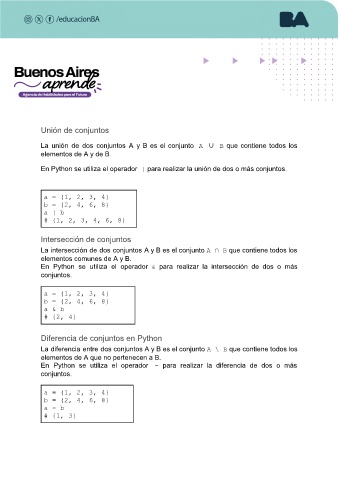 /educacionBA
BA
Buenos Aires
aprende
Agencia de Habilidades para el Futuro
Unión de conjuntos
La unión de dos conjuntos A y B es el conjunto A ∪ B que contiene todos los
elementos de A y de B.
En Python se utiliza el operador | para realizar la unión de dos o más conjuntos.
a = {1, 2, 3, 4}
b = {2, 4, 6, 8}
a | b
# {1, 2, 3, 4, 6, 8}
Intersección de conjuntos
La intersección de dos conjuntos A y B es el conjunto A ∩ B que contiene todos los
elementos comunes de A y B.
En Python se utiliza el operador & para realizar la intersección de dos o más
conjuntos.
a = {1, 2, 3, 4}
b = {2, 4, 6, 8}
a & b
# {2, 4}
Diferencia de conjuntos en Python
La diferencia entre dos conjuntos A y B es el conjunto A \ B que contiene todos los
elementos de A que no pertenecen a B.
En Python se utiliza el operador - para realizar la diferencia de dos o más
conjuntos.
a = {1, 2, 3, 4}
b = {2, 4, 6, 8}
a - b
# {1, 3}